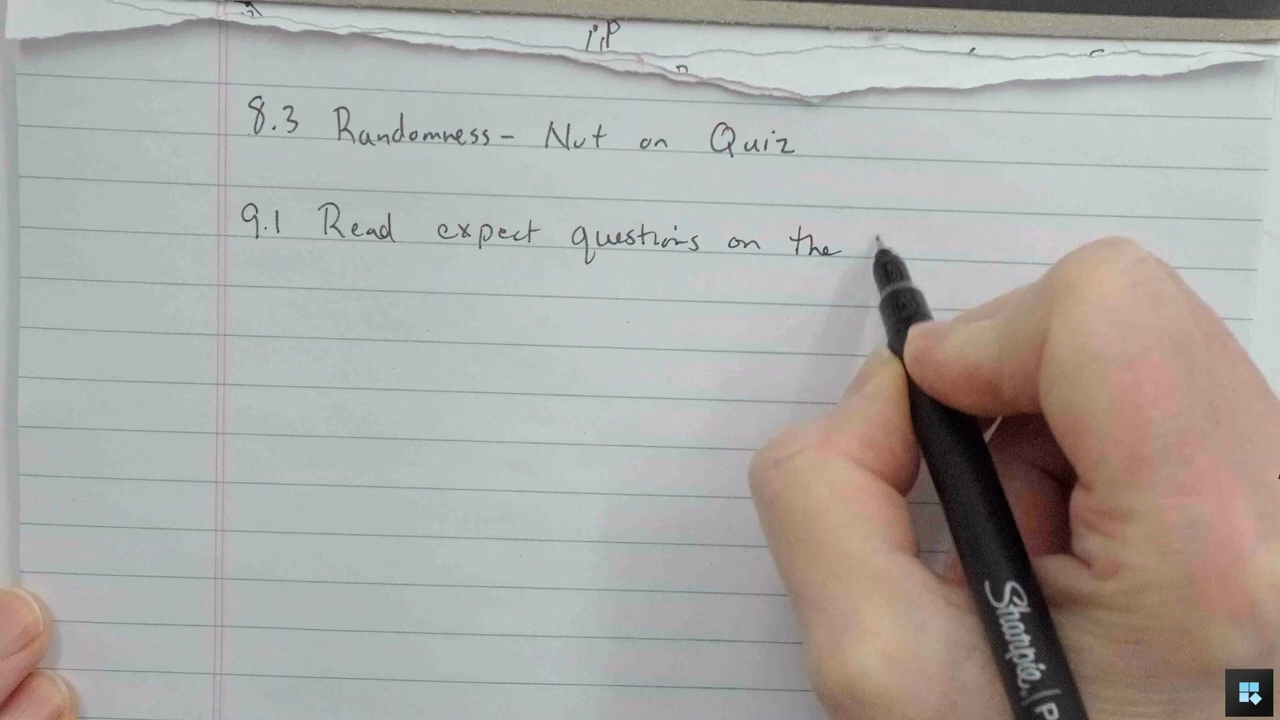 8.3 Randomness - Not on Quiz
9.1 Read expect questions on the
Sharpie